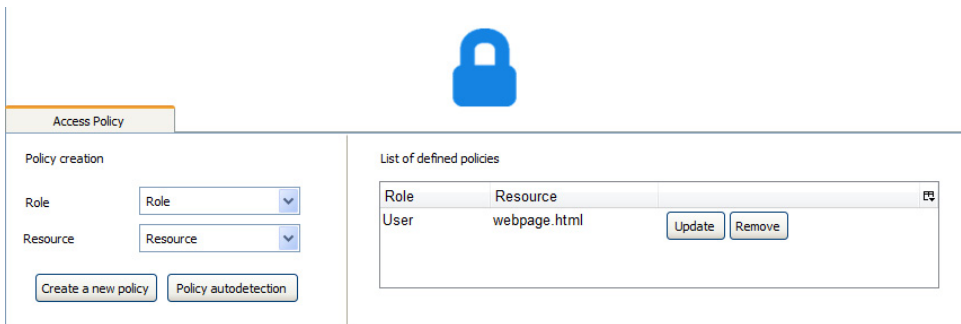 Access Policy
Policy creation
Role Role
Resource Resource
Create a new policy Policy autodetection
List of defined policies
Role Resource
User webpage.html Update Remove